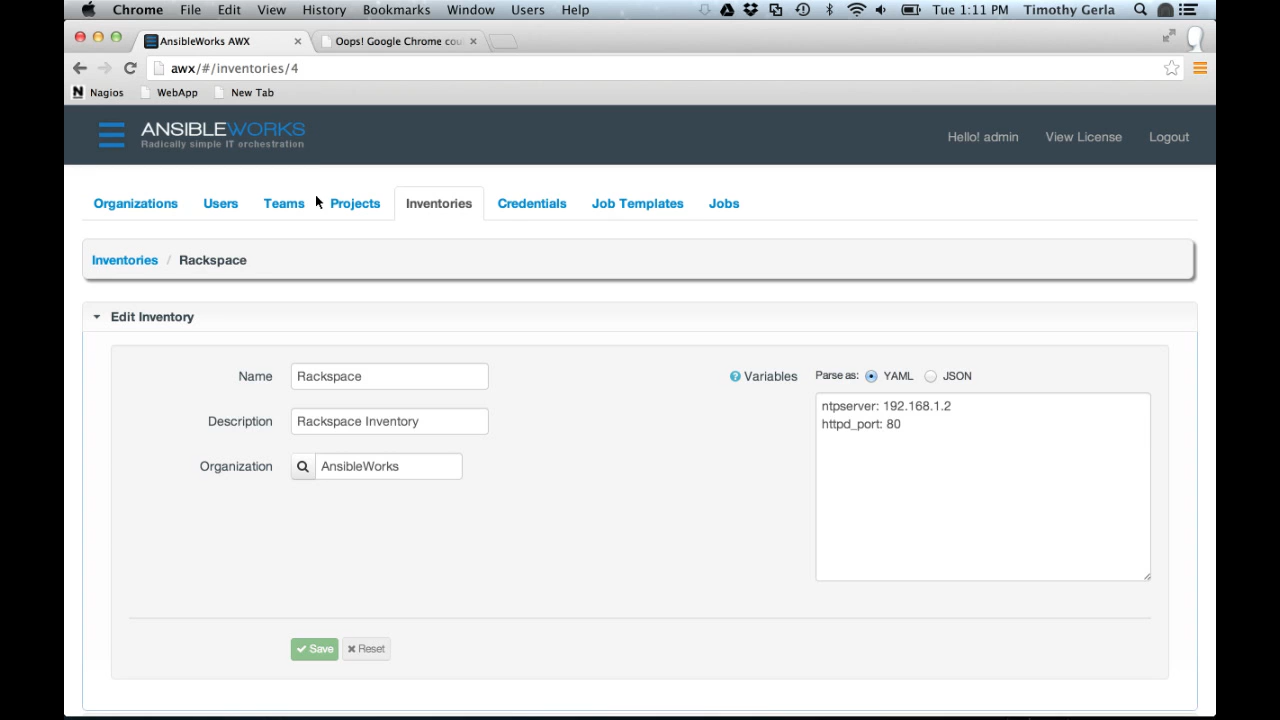 Chrome File Edit View History Bookmarks Window Users Help Tue 1:11 PM Timothy Gerla
AnsibleWorks AWX Oops! Google Chrome cou
awx/#/inventories/4
Nagios WebApp New Tab
ANSIBLEWORKS
Radically simple IT orchestration
Hello! admin View License Logout
Organizations Users Teams Projects Inventories Credentials Job Templates Jobs
Inventories / Rackspace
Edit Inventory
Name Rackspace
Description Rackspace Inventory
Organization AnsibleWorks
Variables Parse as: YAML JSON
ntpserver: 192.168.1.2
httpd_port: 80
Save Reset